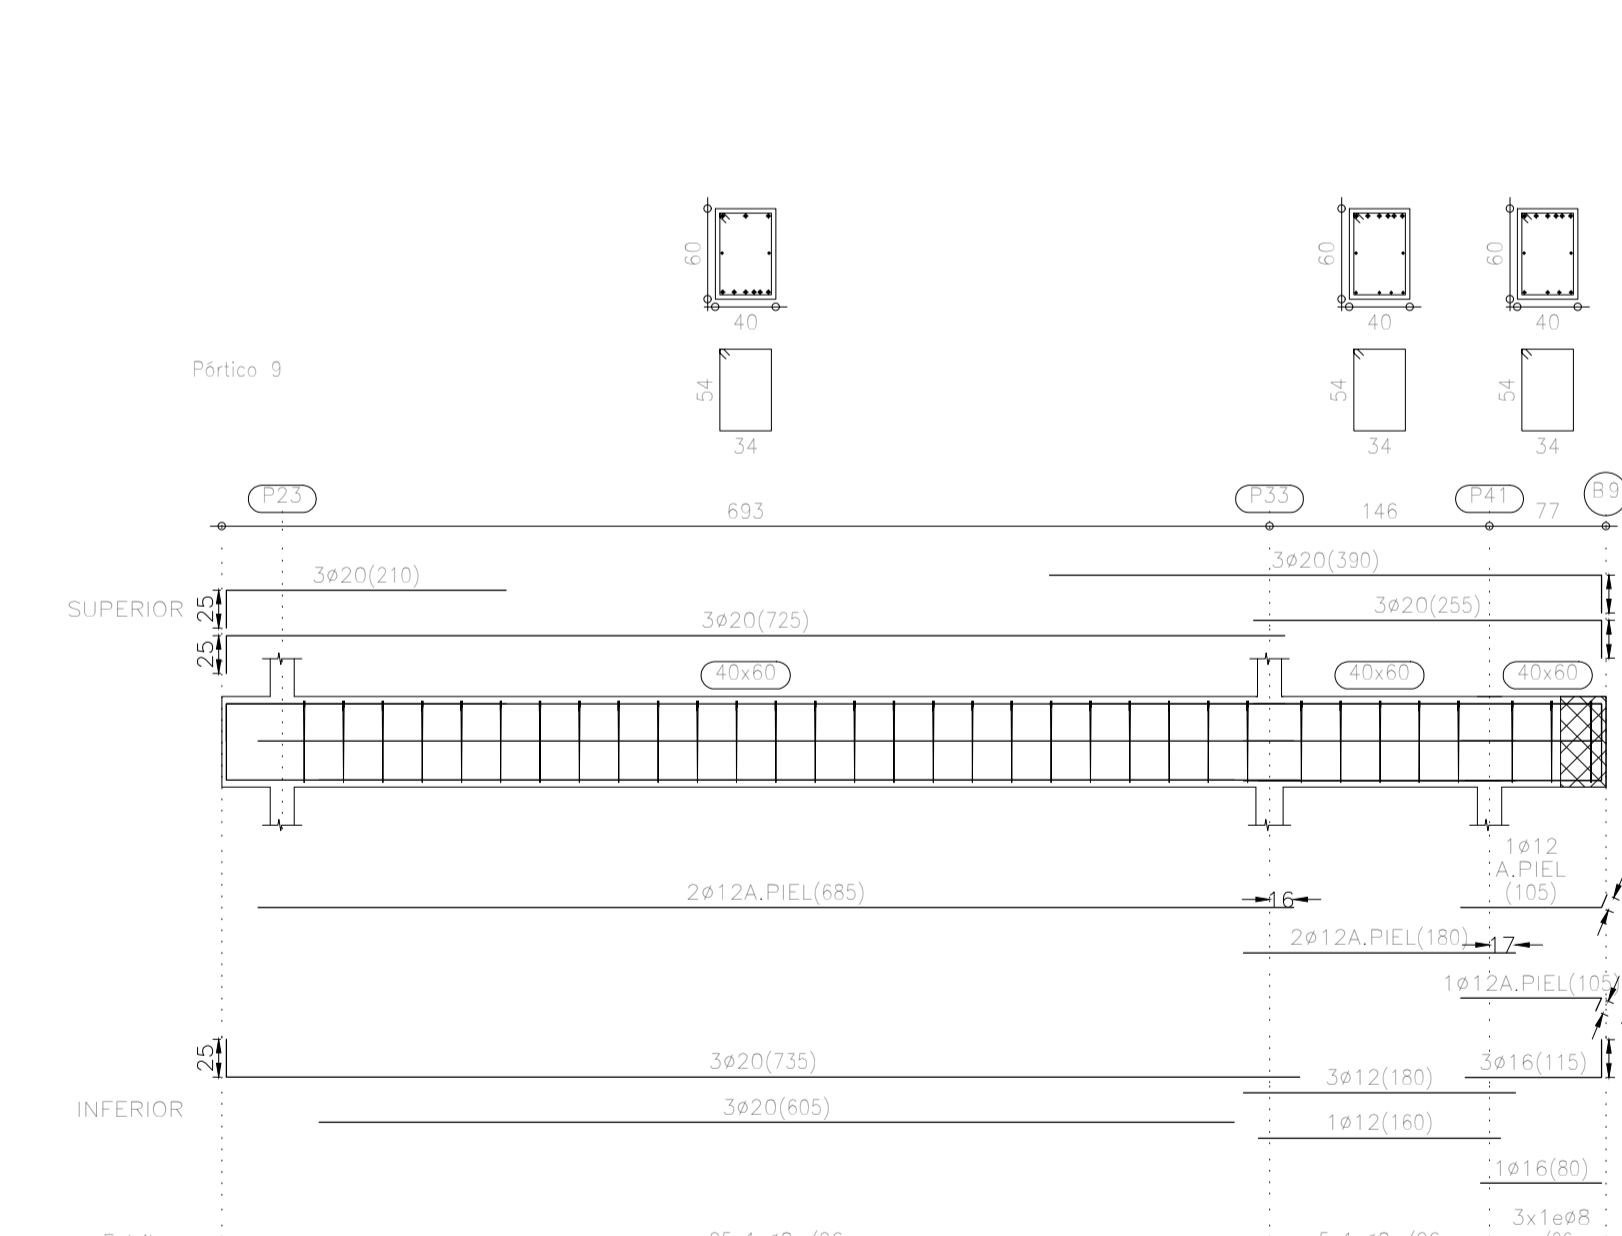 60
60
60
40
40
40
Pórtico 9
54
54
54
34
34
34
P23
P33
P41
B9
693
146
77
3ø20(390)
3ø20(210)
SUPERIOR
25
3ø20(255)
3ø20(725)
25
40x60
40x60
40x60
1ø12
A.PIEL
(105)
2ø12A.PIEL(685)
16
2ø12A.PIEL(180)
17
1ø12A.PIEL(105)
25
3ø20(735)
3ø16(115)
3ø12(180)
INFERIOR
3ø20(605)
1ø12(160)
1ø16(80)
3x1eø8